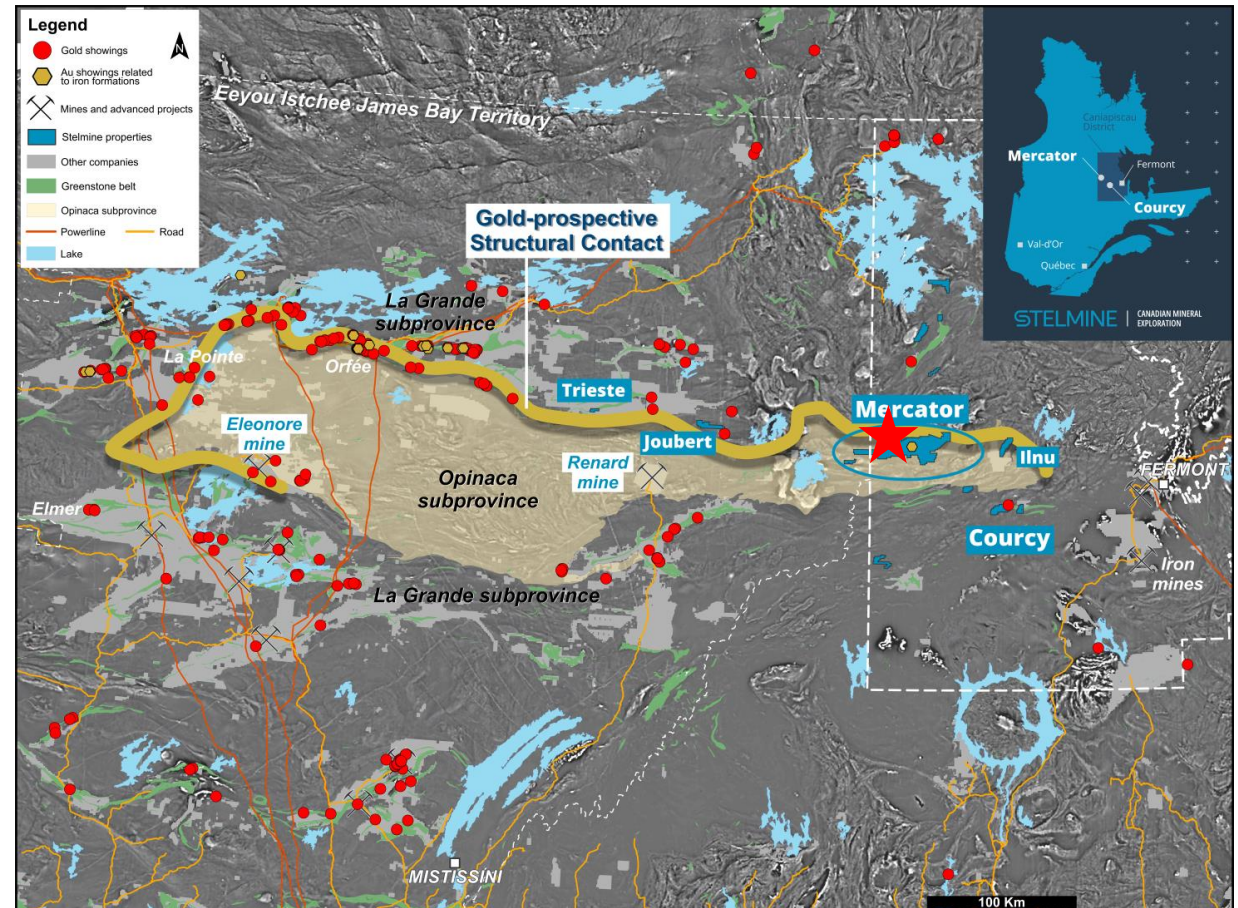 Legend
N
Gold showings
Au showings related
to iron formations
Mines and advanced projects
Stelmine properties
Other companies
Greenstone belt
Opinaca subprovince
Powerline
Road
Lake
Eeyou Istchee James Bay Territory
Caniapiscau
District
Mercator
Fermont
Courcy
Val-d'Or
Québec
STELMINE
CANADIAN MINERAL
EXPLORATION
Gold-prospective
Structural Contact
La Grande
subprovince
La Pointe
Orfée
Trieste
Mercator
Joubert
Ilnu
Eleonore
mine
Renard
mine
Opinaca
subprovince
FERMONT
Elmer
Courcy
Iron
mines
La Grande subprovince
MISTISSINI
100 Km